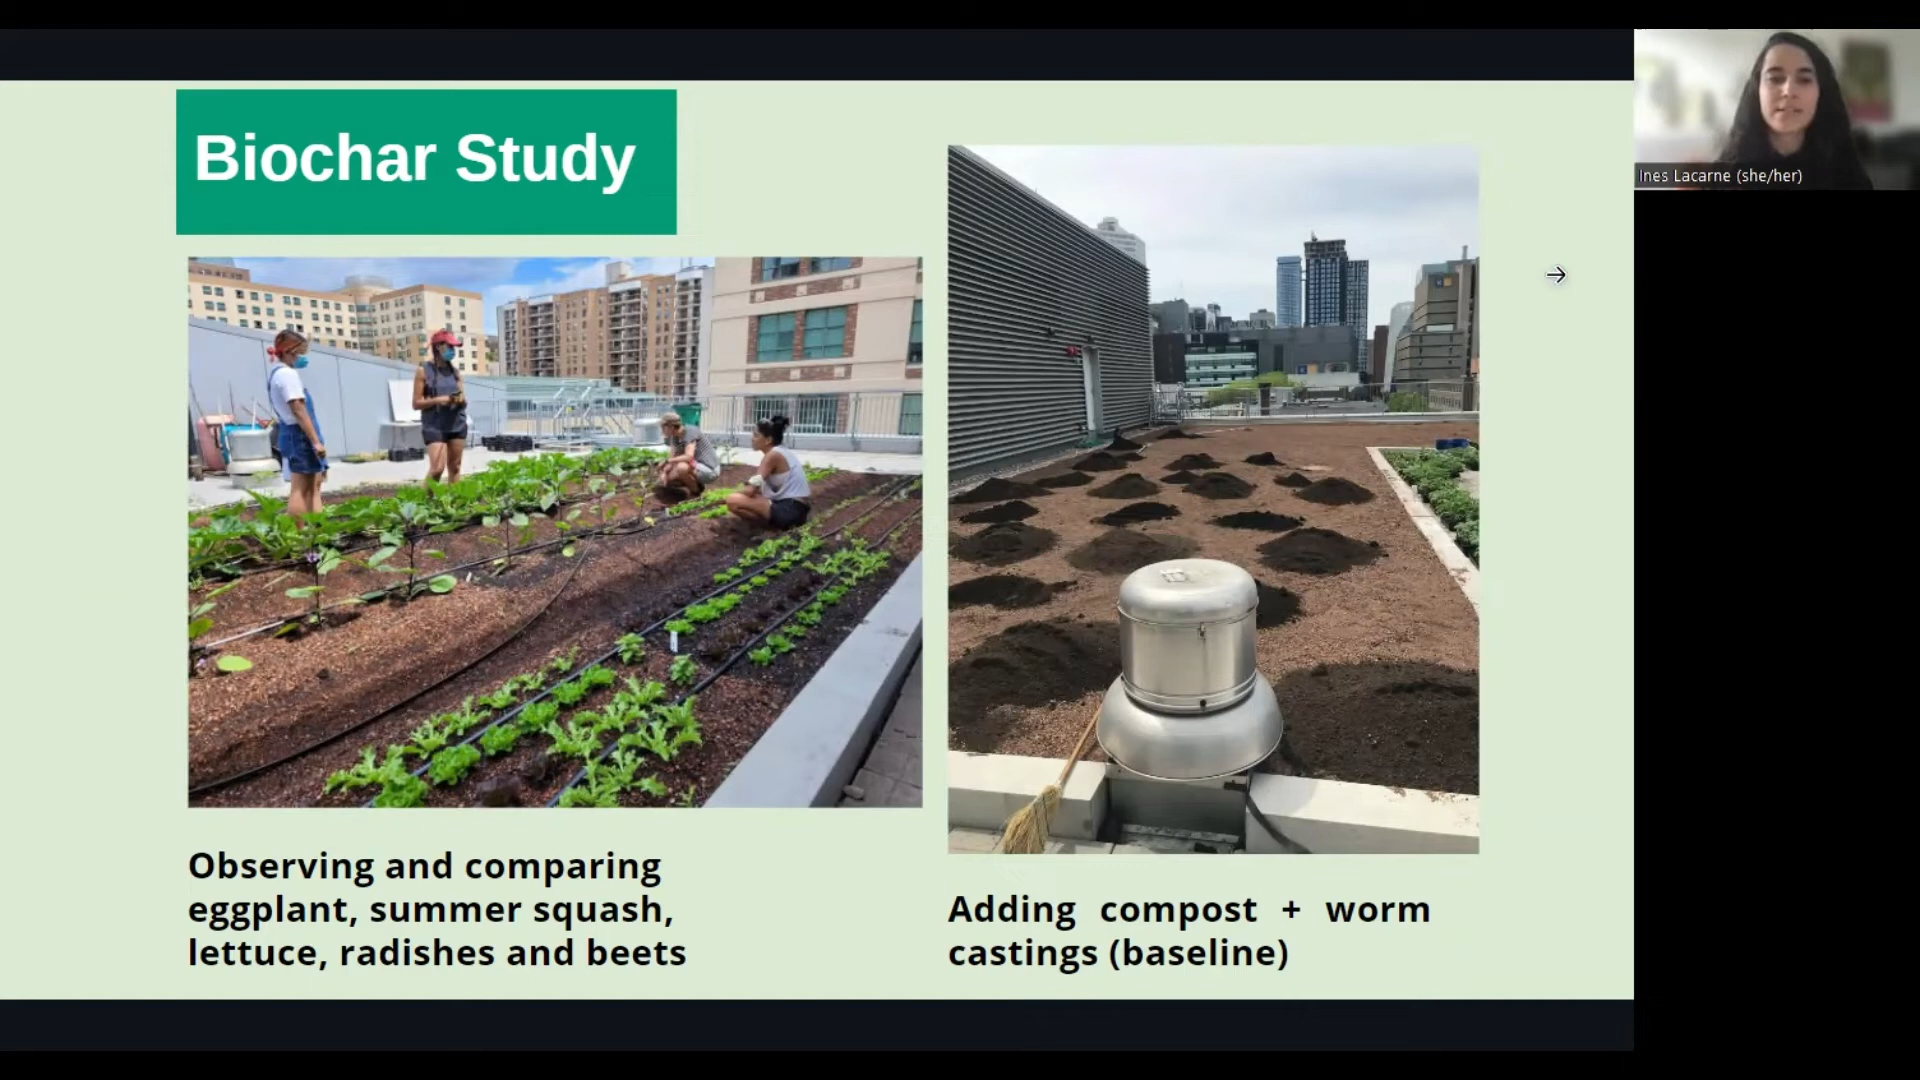 Biochar Study
Ines Lacarne (she/her)
Observing and comparing
eggplant, summer squash,
lettuce, radishes and beets
Adding compost + worm
castings (baseline)